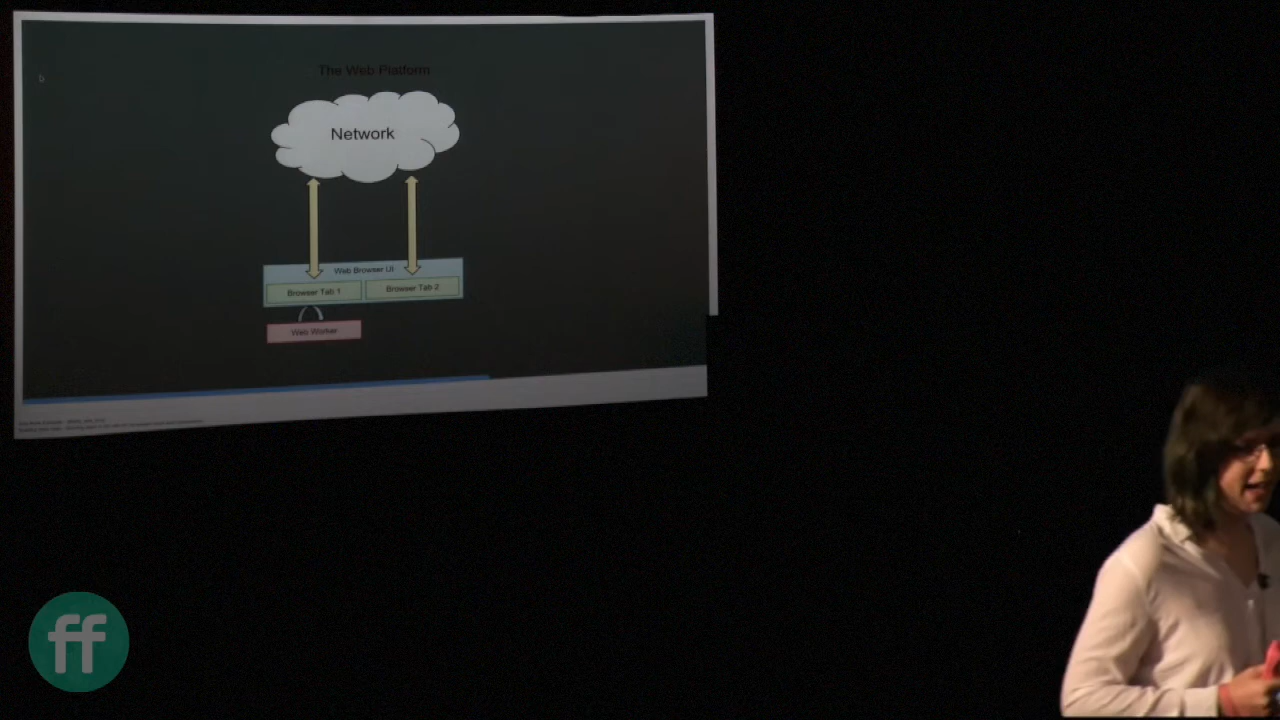 The Web Platform
Network
Web Browser UI
Browser Tab 1
Browser Tab 2
Web Worker
ff